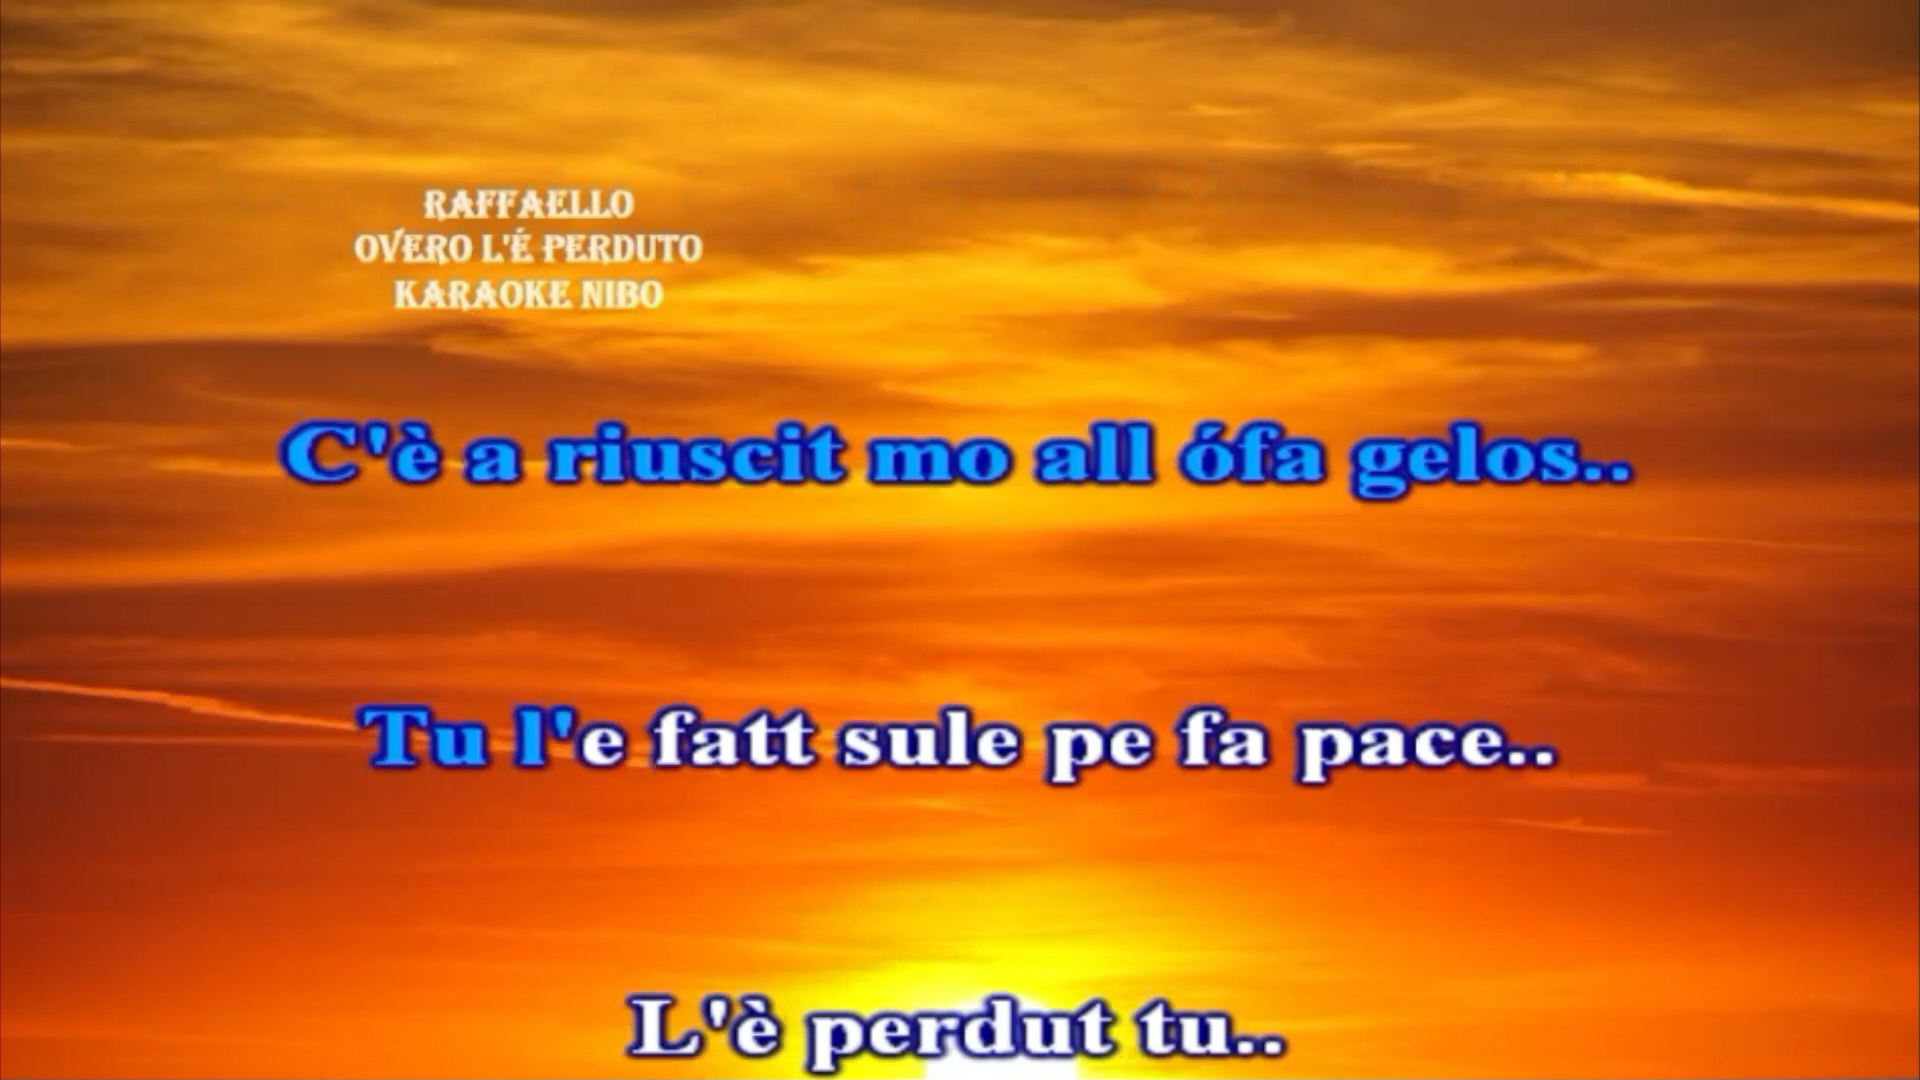 RAFFAELLO
OVERO L'É PERDUTO
KARAOKE NIBO
C'è a riuscit mo all ófa gelos..
Tu l'e fatt sule pe fa pace..
L'è perdut tu..